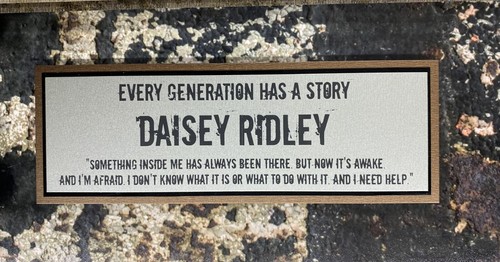 EVERY GENERATION HAS A STORY
DAISEY RIDLEY
"SOMETHNG INSIDE ME HAS ALWAYS BEEN THERE. BUT NOW IT'S AWAKE.
AND I'M AFRAID. I DON'T KNOW WHAT IT IS OR WHAT TO DO WITH IT. AND I NEED HELP."